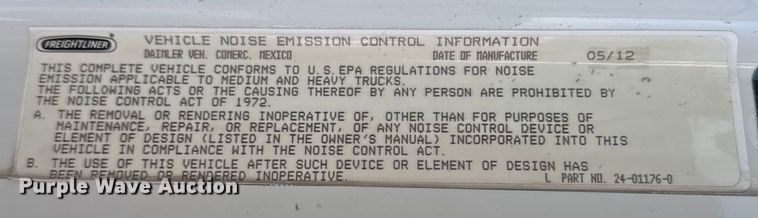 FREIGHTLINER
VEHICLE NOISE EMISSION CONTROL INFORMATION
DAIMLER VEH. COMERC. MEXICO DATE OF MANUFACTURE 05/12
THIS COMPLETE VEHICLE CONFORMS TO U.S.EPA REGULATIONS FOR NOISE
EMISSION APPLICABLE TO MEDIUM AND HEAVY TRUCKS.
THE FOLLOWING ACTS OR THE CAUSING THEREOF BY ANY PERSON ARE PROHIBITED BY
THE NOISE CONTROL ACT OF 1972.
A. THE REMOVAL OR RENDERING INOPERATIVE OF, OTHER THAN FOR PURPOSES OF
MAINTENANCE, REPAIR, OR REPLACEMENT, OF ANY NOISE CONTROL DEVICE OR
ELEMENT OF DESIGN (LISTED IN THE OWNER'S MANUAL) INCORPORATED INTO THIS
VEHICLE IN COMPLIANCE WITH THE NOISE CONTROL ACT.
B. THE USE OF THIS VEHICLE AFTER SUCH DEVICE OR ELEMENT OF DESIGN HAS
BEEN REMOVED OR RENDERED INOPERATIVE.
L PART NO. 24-01176-0
Purple Wave Auction